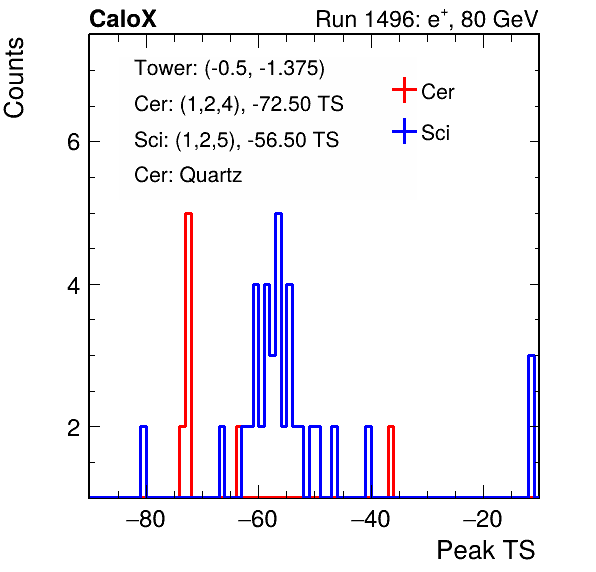 CaloX Run 1496: e+, 80 GeV
Counts
Tower: (-0.5, -1.375)
Cer: (1,2,4), -72.50 TS
Sci: (1,2,5), -56.50 TS
Cer: Quartz
Cer
Sci
6
4
2
−80 −60 −40 −20
Peak TS